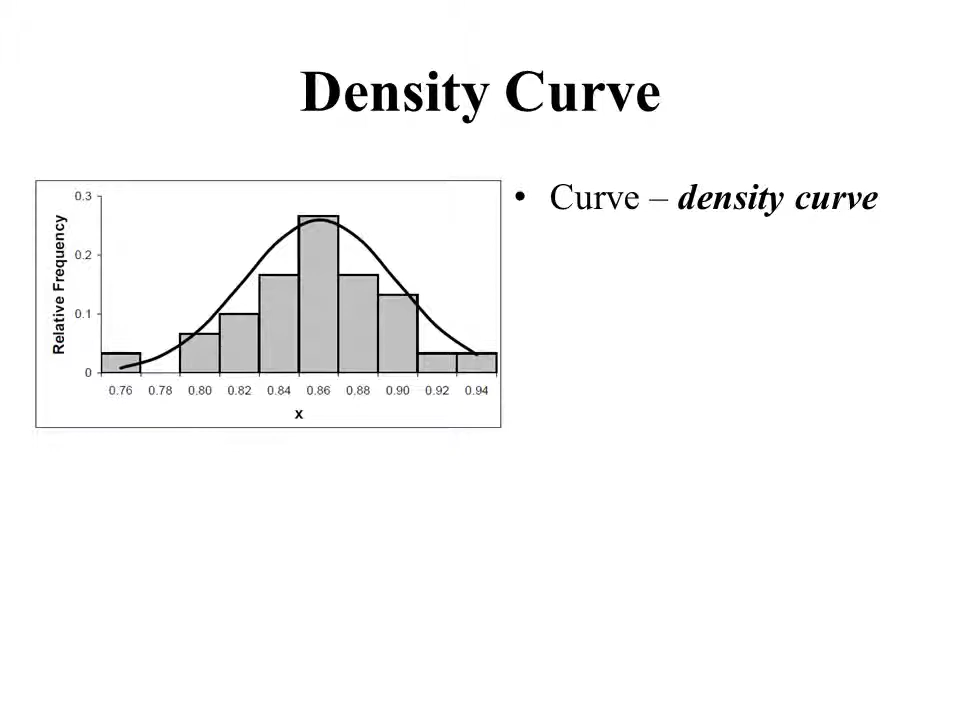 Density Curve
• Curve – density curve
0.3
0.2
0.1
0
Relative Frequency
0.76 0.78 0.80 0.82 0.84 0.86 0.88 0.90 0.92 0.94
x